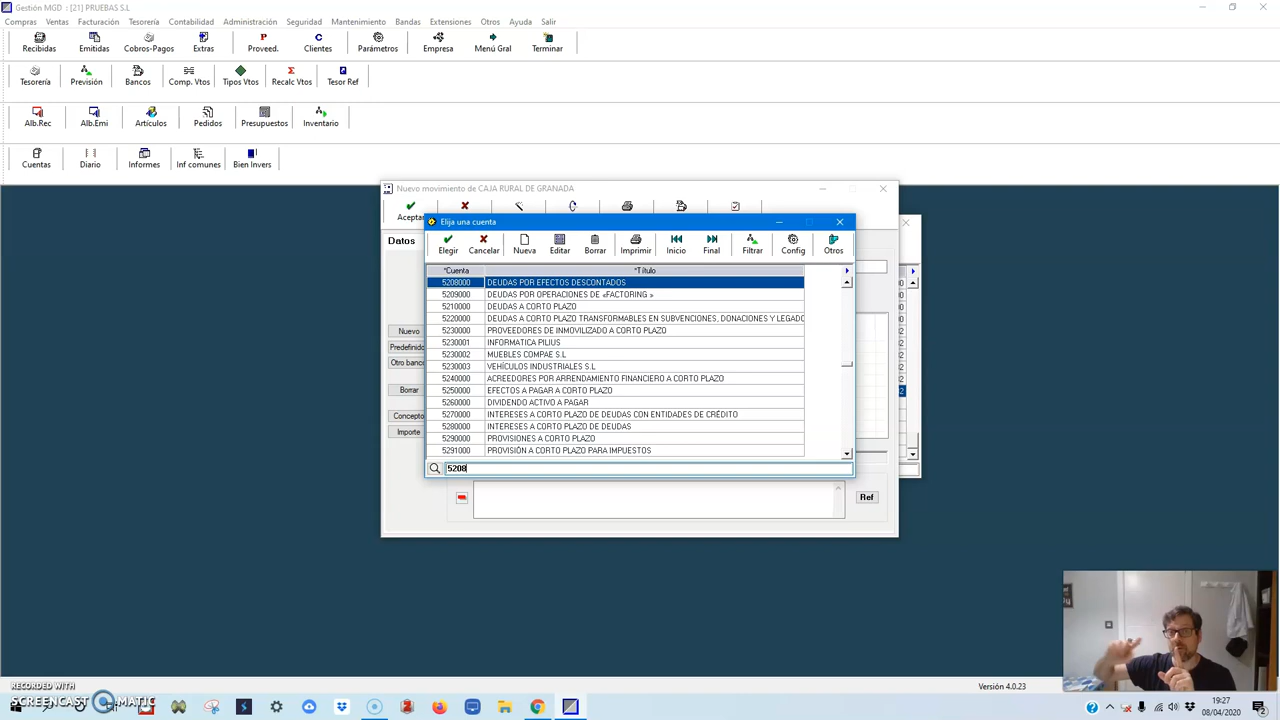 Gestión MGD : [21] PRUEBAS S.L
Compras Ventas Facturación Tesorería Contabilidad Administración Seguridad Mantenimiento Bandas Extensiones Otros Ayuda Salir
Recibidas Emitidas Cobros-Pagos Extras Proveed. Clientes Parámetros Empresa Menú Gral Terminar
Tesorería Previsión Bancos Comp. Vtos Tipos Vtos Recalc Vtos Tesor Ref
Alb.Rec Alb.Emi Artículos Pedidos Presupuestos Inventario
Cuentas Diario Informes Inf comunes Bien Invers
Nuevo movimiento de CAJA RURAL DE GRANADA
Aceptar
Elija una cuenta
Datos
Elegir Cancelar Nueva Editar Borrar Imprimir Inicio Final Filtrar Config Otros
*Cuenta *Título
5208000 DEUDAS POR EFECTOS DESCONTADOS
5209000 DEUDAS POR OPERACIONES DE «FACTORING »
5210000 DEUDAS A CORTO PLAZO
5220000 DEUDAS A CORTO PLAZO TRANSFORMABLES EN SUBVENCIONES, DONACIONES Y LEGADO
5230000 PROVEEDORES DE INMOVILIZADO A CORTO PLAZO
5230001 INFORMATICA PILIUS
5230002 MUEBLES COMPAE S.L
5230003 VEHÍCULOS INDUSTRIALES S.L
5240000 ACREEDORES POR ARRENDAMIENTO FINANCIERO A CORTO PLAZO
5250000 EFECTOS A PAGAR A CORTO PLAZO
5260000 DIVIDENDO ACTIVO A PAGAR
5270000 INTERESES A CORTO PLAZO DE DEUDAS CON ENTIDADES DE CRÉDITO
5280000 INTERESES A CORTO PLAZO DE DEUDAS
5290000 PROVISIONES A CORTO PLAZO
5291000 PROVISIÓN A CORTO PLAZO PARA IMPUESTOS
5208
Nuevo
Predefinido
Otro banco
Borrar
Concepto
Importe
Ref
RECORDED WITH
SCREENCAST MATIC
Versión 4.0.23
19:27
08/04/2020